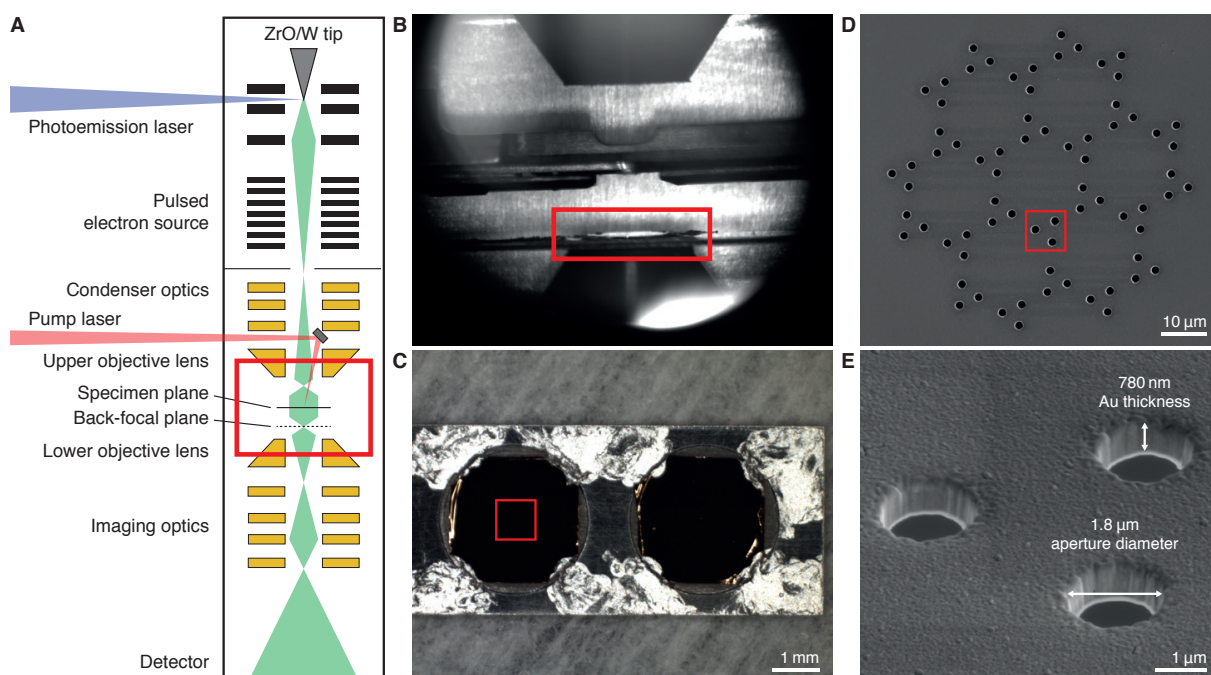 A
ZrO/W tip
Photoemission laser
Pulsed
electron source
Condenser optics
Pump laser
Upper objective lens
Specimen plane
Back-focal plane
Lower objective lens
Imaging optics
Detector
B
C
1 mm
D
10 µm
E
780 nm
Au thickness
1.8 µm
aperture diameter
1 µm